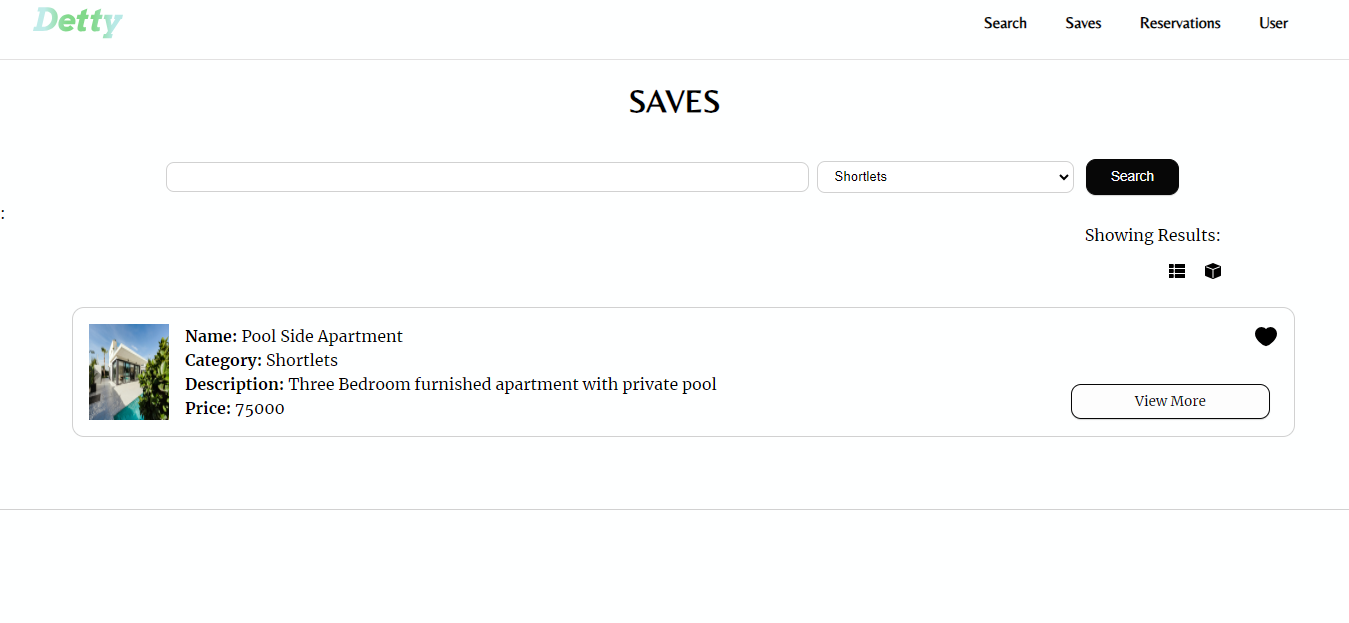 Detty
Search Saves Reservations User
SAVES
Shortlets Search
:
Showing Results:
Name: Pool Side Apartment
Category: Shortlets
Description: Three Bedroom furnished apartment with private pool
Price: 75000
View More